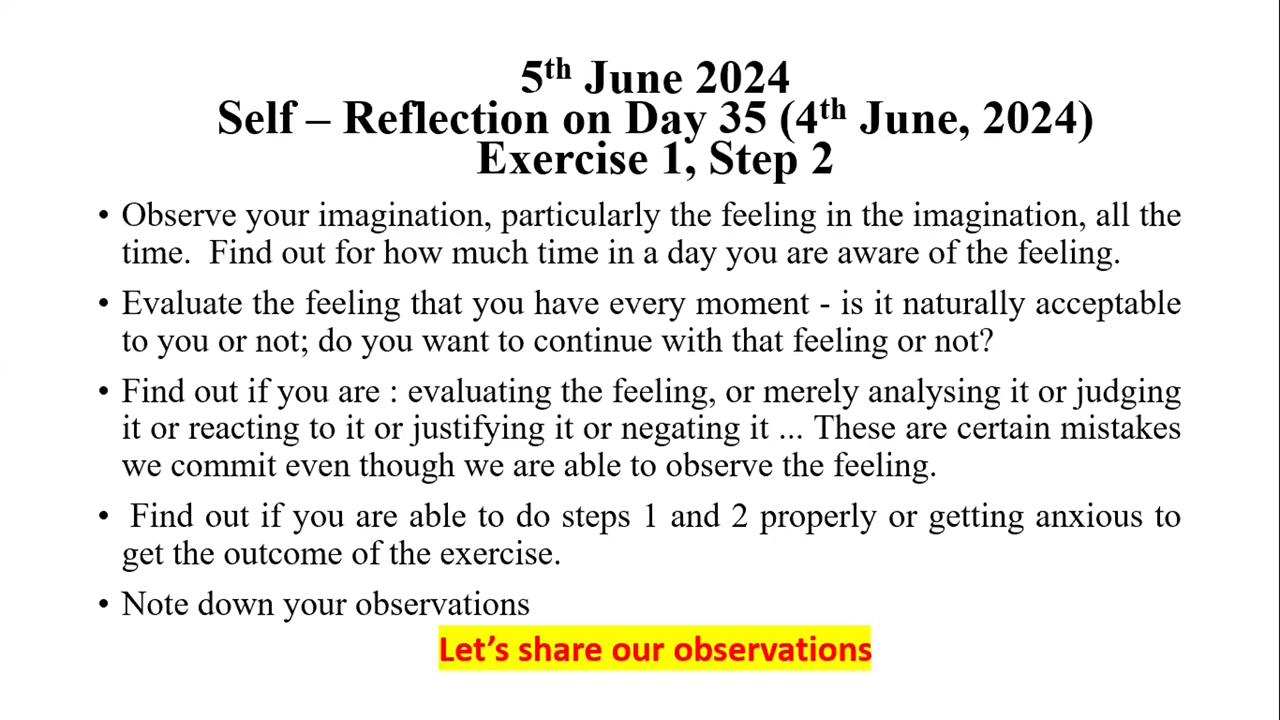 5th June 2024
Self – Reflection on Day 35 (4th June, 2024)
Exercise 1, Step 2
• Observe your imagination, particularly the feeling in the imagination, all the
time.  Find out for how much time in a day you are aware of the feeling.
• Evaluate the feeling that you have every moment - is it naturally acceptable
to you or not; do you want to continue with that feeling or not?
• Find out if you are : evaluating the feeling, or merely analysing it or judging
it or reacting to it or justifying it or negating it ... These are certain mistakes
we commit even though we are able to observe the feeling.
• Find out if you are able to do steps 1 and 2 properly or getting anxious to
get the outcome of the exercise.
• Note down your observations
Let’s share our observations